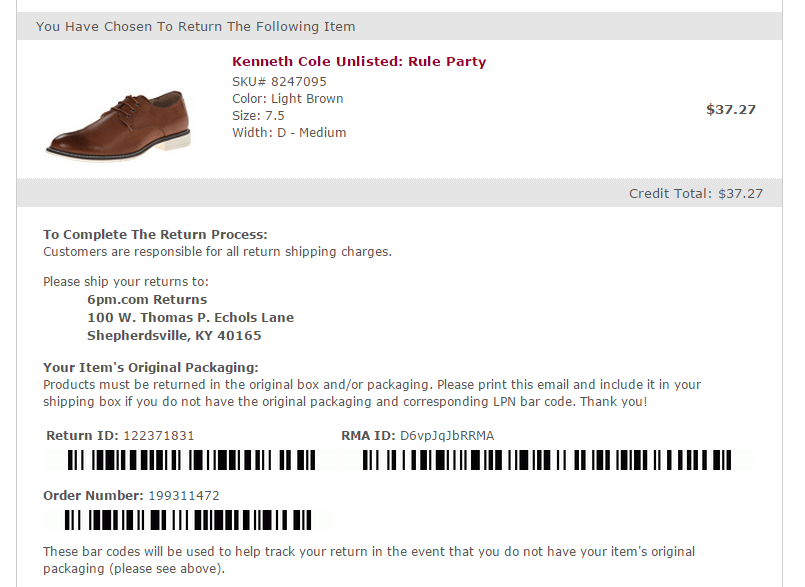 You Have Chosen To Return The Following Item
Kenneth Cole Unlisted: Rule Party
SKU# 8247095
Color: Light Brown
Size: 7.5
Width: D - Medium
$37.27
Credit Total: $37.27
To Complete The Return Process:
Customers are responsible for all return shipping charges.
Please ship your returns to:
6pm.com Returns
100 W. Thomas P. Echols Lane
Shepherdsville, KY 40165
Your Item's Original Packaging:
Products must be returned in the original box and/or packaging. Please print this email and include it in your
shipping box if you do not have the original packaging and corresponding LPN bar code. Thank you!
Return ID: 122371831
RMA ID: D6vpJqJbRRMA
Order Number: 199311472
These bar codes will be used to help track your return in the event that you do not have your item's original
packaging (please see above).